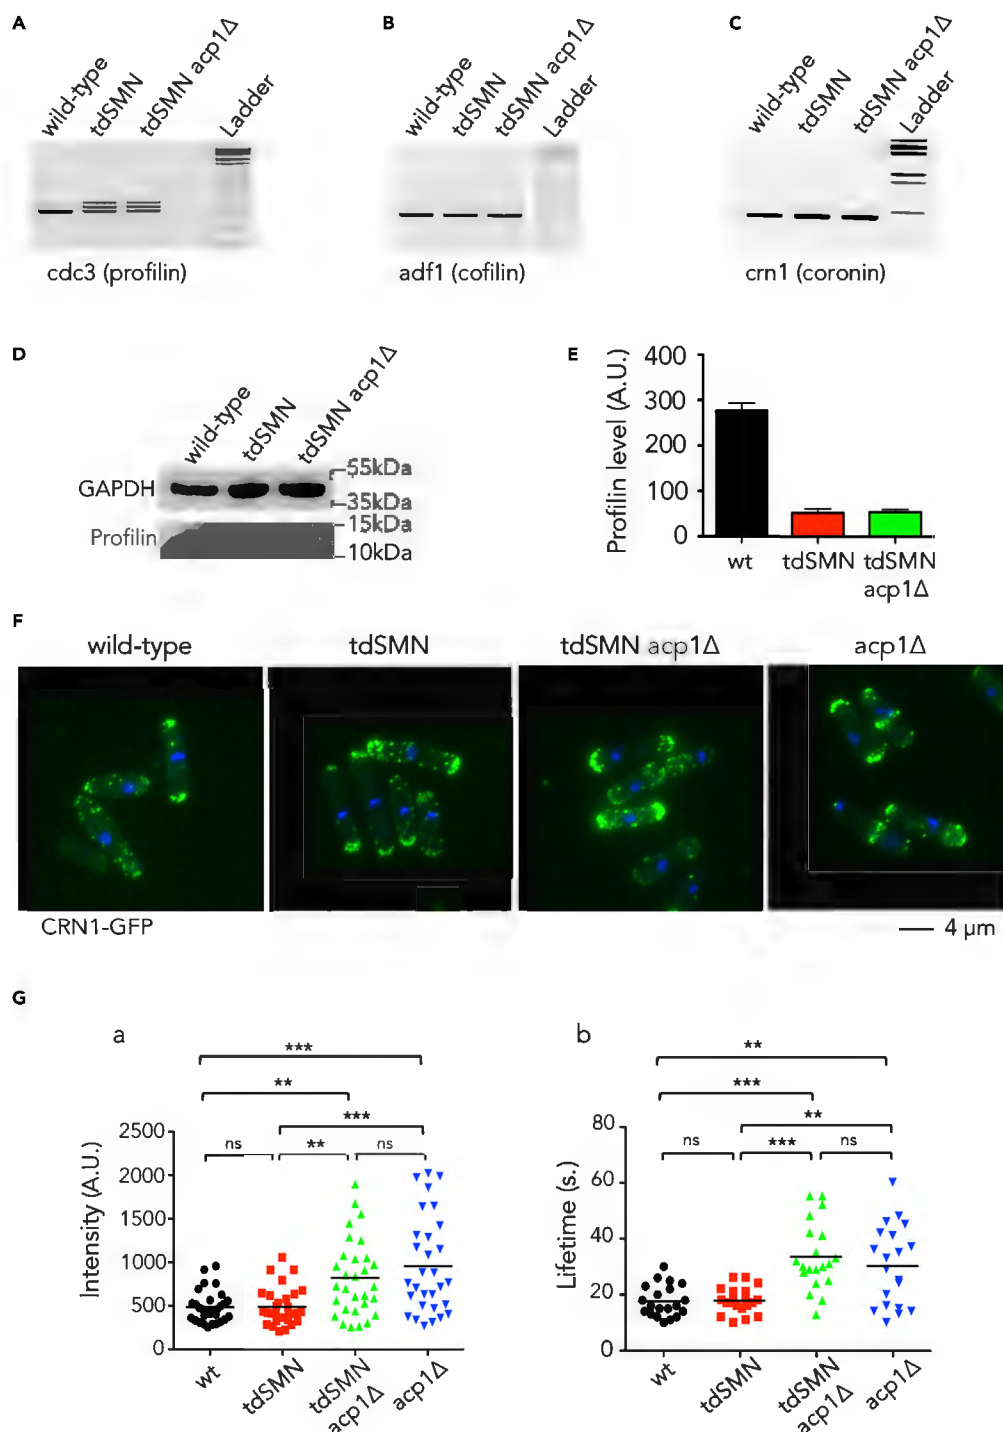 A
wild-type
tdSMN
tdSMN acp1Δ
Ladder
cdc3 (profilin)
B
wild-type
tdSMN
tdSMN acp1Δ
Ladder
adf1 (cofilin)
C
wild-type
tdSMN
tdSMN acp1Δ
Ladder
crn1 (coronin)
D
wild-type
tdSMN
tdSMN acp1Δ
GAPDH
55kDa
35kDa
Profilin
15kDa
10kDa
E
Profilin level (A.U.)
400
300
200
100
0
wt
tdSMN
tdSMN
acp1Δ
F
wild-type
tdSMN
tdSMN acp1Δ
acp1Δ
CRN1-GFP
4 µm
G
a
***
**
***
ns
**
ns
Intensity (A.U.)
2500
2000
1500
1000
500
0
wt
tdSMN
tdSMN
acp1Δ
acp1Δ
b
**
***
**
ns
***
ns
Lifetime (s.)
80
60
40
20
0
wt
tdSMN
tdSMN
acp1Δ
acp1Δ